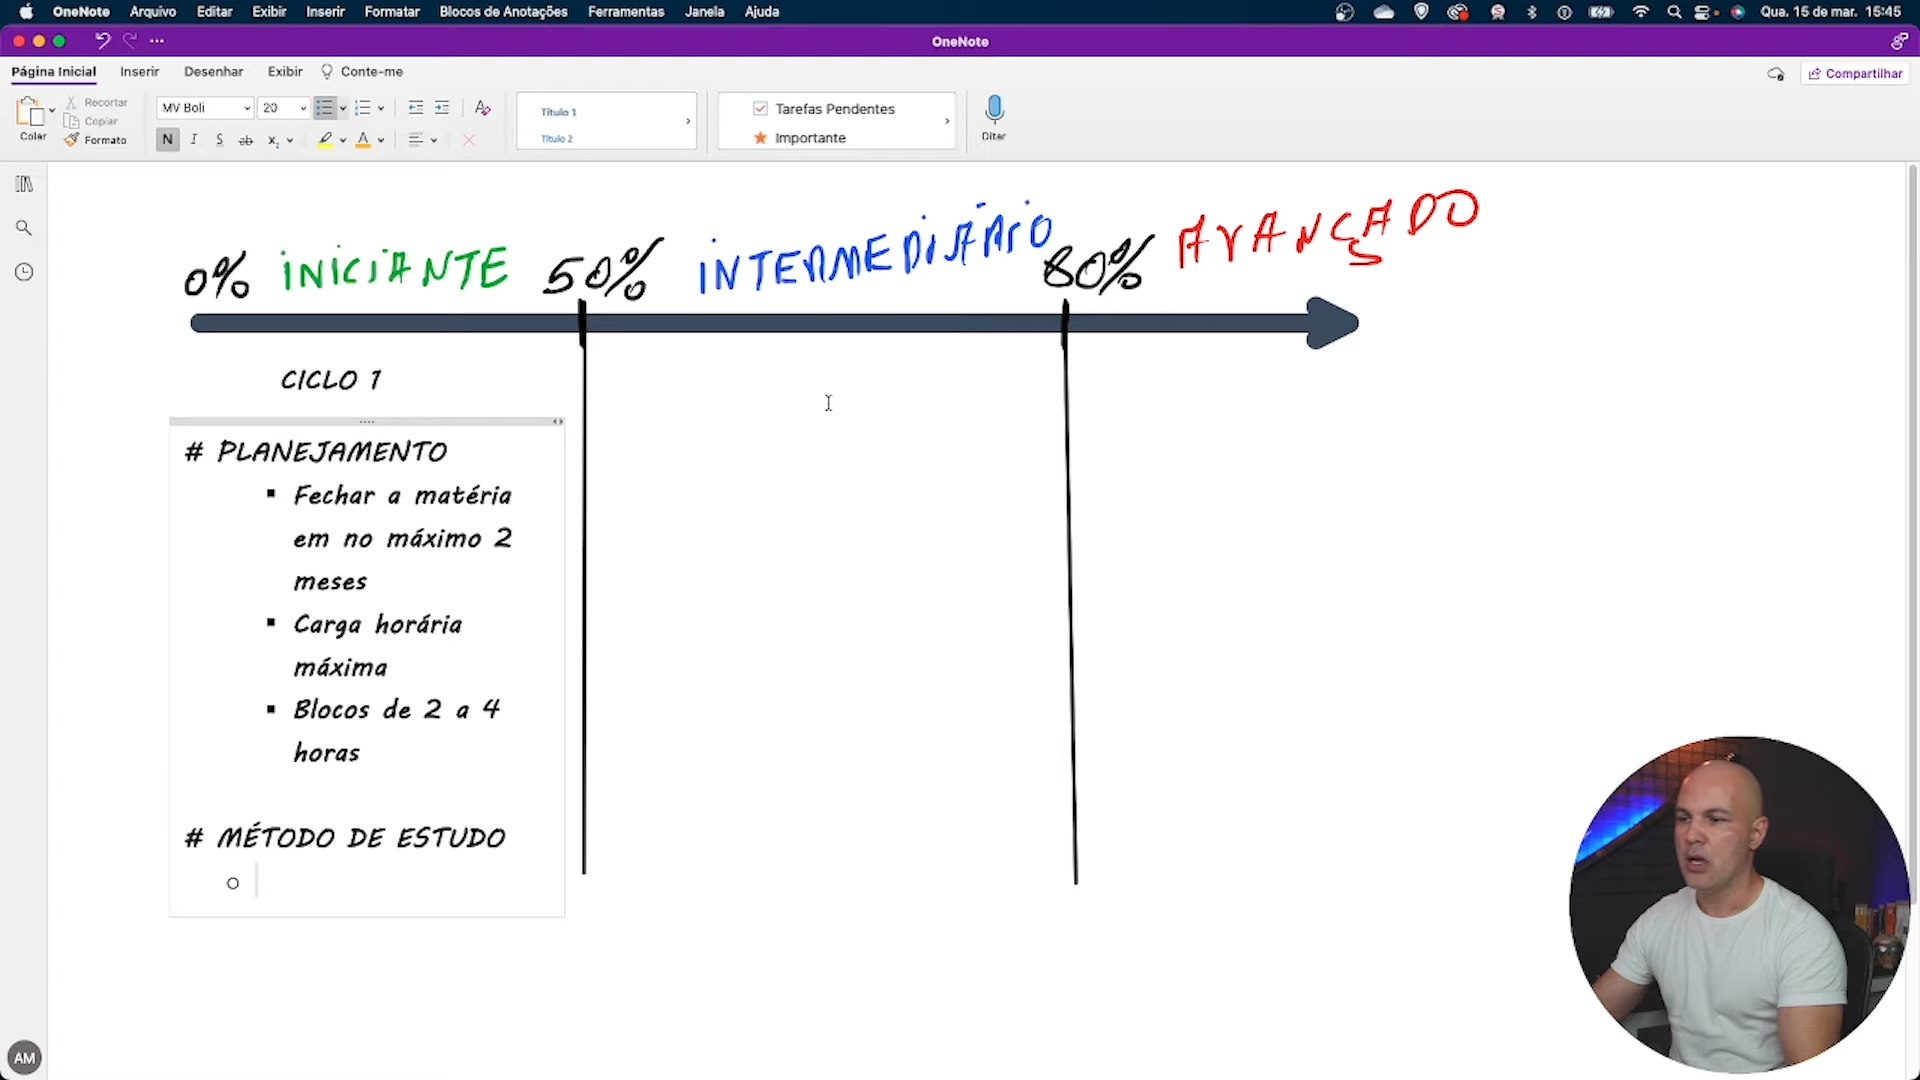 OneNote Arquivo Editar Exibir Inserir Formatar Blocos de Anotações Ferramentas Janela Ajuda Qua. 15 de mar. 15:45
OneNote
Página Inicial Inserir Desenhar Exibir Conte-me Compartilhar
Colar Recortar Copiar Formato
MV Boli 20
N I S ab x₂ A
Título 1
Título 2
Tarefas Pendentes
Importante
Ditar
0% INICIANTE 50% INTERMEDIÁRIO 80% AVANÇADO
CICLO 1
# PLANEJAMENTO
▪ Fechar a matéria
em no máximo 2
meses
▪ Carga horária
máxima
▪ Blocos de 2 a 4
horas
# MÉTODO DE ESTUDO
AM